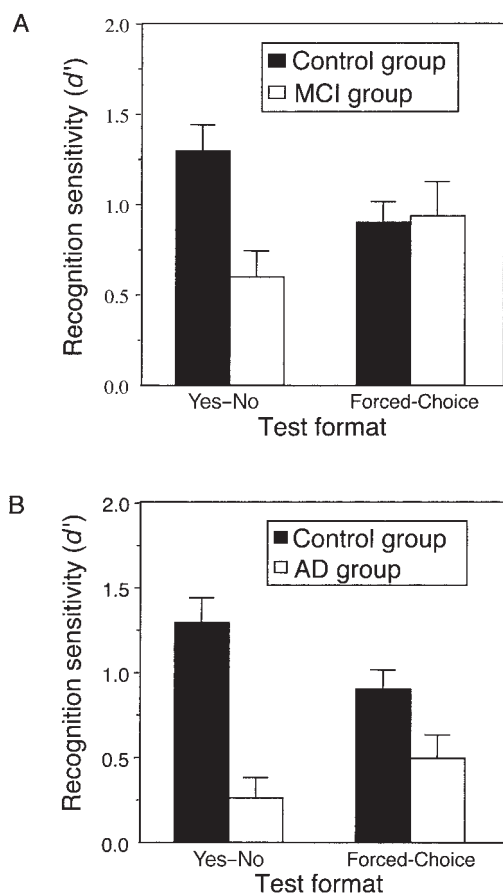 A
Recognition sensitivity (d')
2.0
1.5
1.0
0.5
0.0
Control group
MCI group
Yes–No
Forced-Choice
Test format
B
Recognition sensitivity (d')
2.0
1.5
1.0
0.5
0.0
Control group
AD group
Yes–No
Forced-Choice
Test format